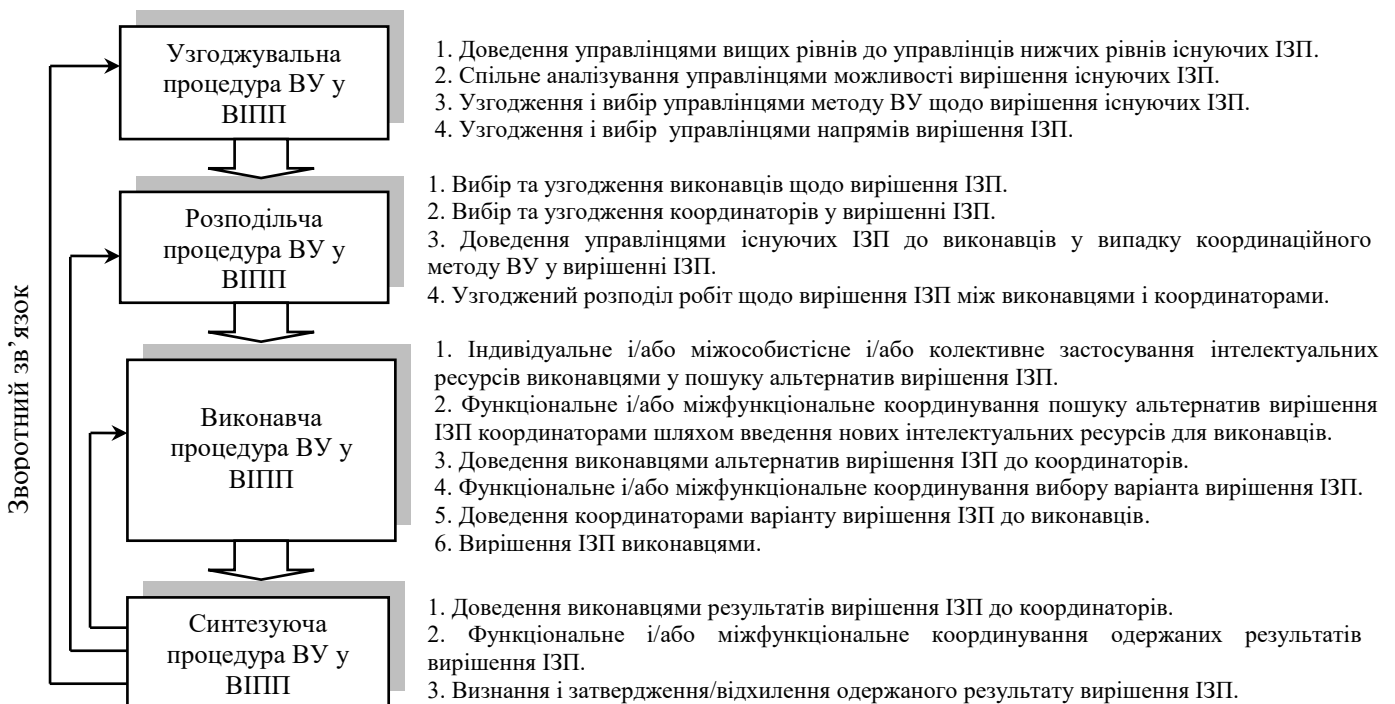 Зворотний зв’язок
Узгоджувальна
процедура ВУ у
ВІПП
1. Доведення управлінцями вищих рівнів до управлінців нижчих рівнів існуючих ІЗП.
2. Спільне аналізування управлінцями можливості вирішення існуючих ІЗП.
3. Узгодження і вибір управлінцями методу ВУ щодо вирішення існуючих ІЗП.
4. Узгодження і вибір управлінцями напрямів вирішення ІЗП.
Розподільча
процедура ВУ у
ВІПП
1. Вибір та узгодження виконавців щодо вирішення ІЗП.
2. Вибір та узгодження координаторів у вирішенні ІЗП.
3. Доведення управлінцями існуючих ІЗП до виконавців у випадку координаційного
методу ВУ у вирішенні ІЗП.
4. Узгоджений розподіл робіт щодо вирішення ІЗП між виконавцями і координаторами.
Виконавча
процедура ВУ у
ВІПП
1. Індивідуальне і/або міжособистісне і/або колективне застосування інтелектуальних
ресурсів виконавцями у пошуку альтернатив вирішення ІЗП.
2. Функціональне і/або міжфункціональне координування пошуку альтернатив вирішення
ІЗП координаторами шляхом введення нових інтелектуальних ресурсів для виконавців.
3. Доведення виконавцями альтернатив вирішення ІЗП до координаторів.
4. Функціональне і/або міжфункціональне координування вибору варіанта вирішення ІЗП.
5. Доведення координаторами варіанту вирішення ІЗП до виконавців.
6. Вирішення ІЗП виконавцями.
Синтезуюча
процедура ВУ у
ВІПП
1. Доведення виконавцями результатів вирішення ІЗП до координаторів.
2. Функціональне і/або міжфункціональне координування одержаних результатів
вирішення ІЗП.
3. Визнання і затвердження/відхилення одержаного результату вирішення ІЗП.